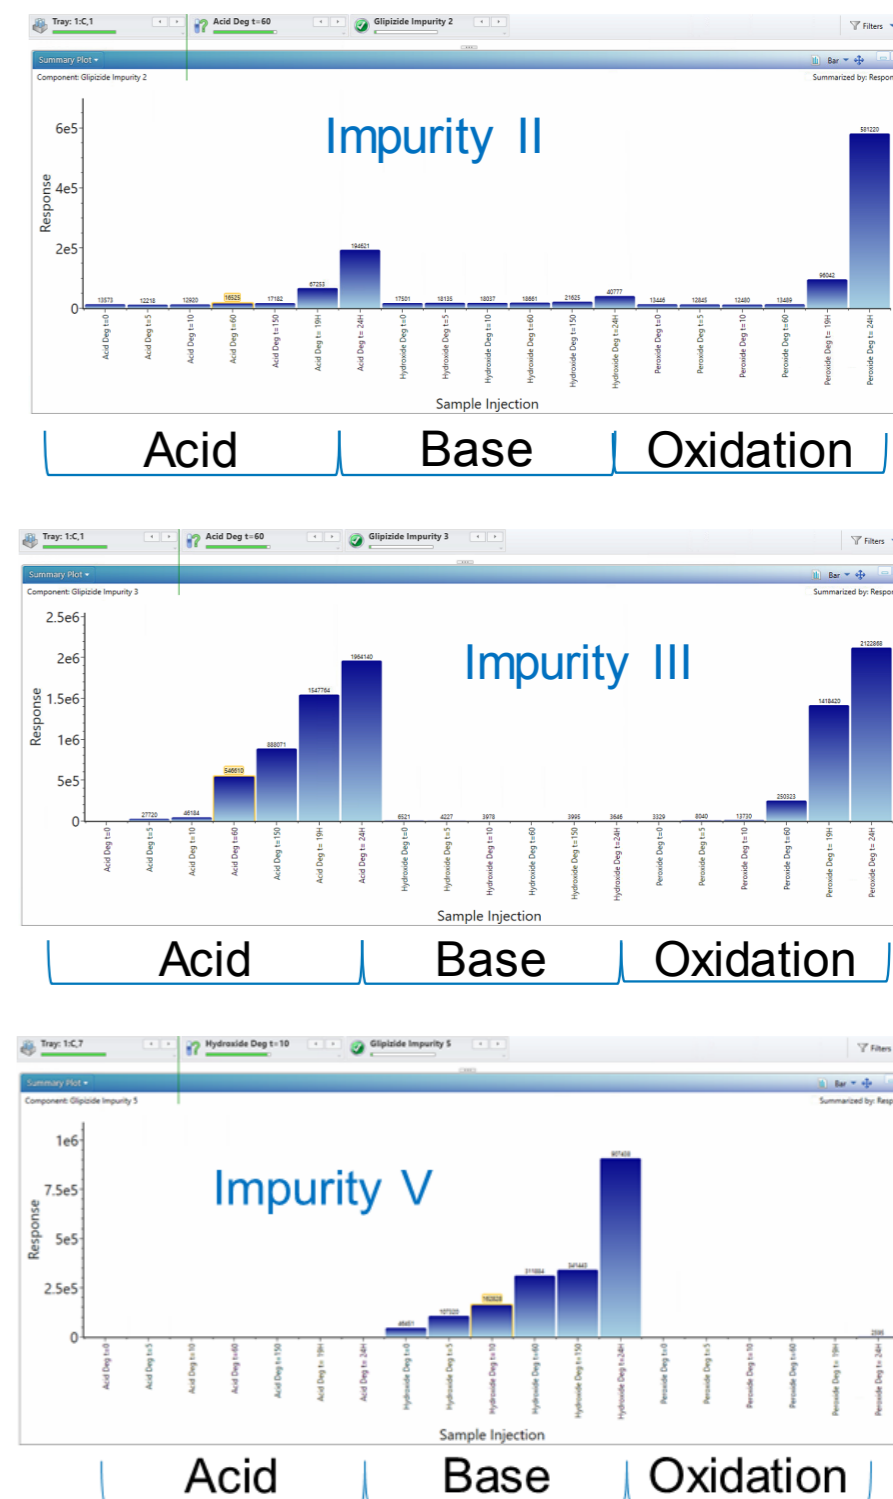 Tray: 1:C,1 Acid Deg t=60 Glipizide Impurity 2 Filters
Summary Plot Bar
Component: Glipizide Impurity 2 Summarized by: Respon
Impurity II
Response
6e5
4e5
2e5
0
13573 12218 12920 16525 17182 67233 194621 17501 18135 18037 18661 21625 40777 13446 12845 12480 13489 96042 581220
Acid Deg t=0
Acid Deg t=5
Acid Deg t=10
Acid Deg t=60
Acid Deg t=150
Acid Deg t= 19H
Acid Deg t= 24H
Hydroxide Deg t=0
Hydroxide Deg t=5
Hydroxide Deg t=10
Hydroxide Deg t=60
Hydroxide Deg t=150
Hydroxide Deg t=24H
Peroxide Deg t=0
Peroxide Deg t=5
Peroxide Deg t=10
Peroxide Deg t=60
Peroxide Deg t= 19H
Peroxide Deg t= 24H
Sample Injection
Acid Base Oxidation
Tray: 1:C,1 Acid Deg t=60 Glipizide Impurity 3 Filters
Summary Plot Bar
Component: Glipizide Impurity 3 Summarized by: Respon
Impurity III
Response
2.5e6
2e6
1.5e6
1e6
5e5
0
27720 46184 546610 888071 1547764 1964140 6521 4227 3978 3995 3646 3329 8040 13730 250323 1418420 2122868
Acid Deg t=0
Acid Deg t=5
Acid Deg t=10
Acid Deg t=60
Acid Deg t=150
Acid Deg t= 19H
Acid Deg t= 24H
Hydroxide Deg t=0
Hydroxide Deg t=5
Hydroxide Deg t=10
Hydroxide Deg t=60
Hydroxide Deg t=150
Hydroxide Deg t=24H
Peroxide Deg t=0
Peroxide Deg t=5
Peroxide Deg t=10
Peroxide Deg t=60
Peroxide Deg t= 19H
Peroxide Deg t= 24H
Sample Injection
Acid Base Oxidation
Tray: 1:C,7 Hydroxide Deg t=10 Glipizide Impurity 5 Filters
Summary Plot Bar
Component: Glipizide Impurity 5 Summarized by: Resp
Impurity V
Response
1e6
7.5e5
5e5
2.5e5
0
Acid Deg t=0
Acid Deg t=5
Acid Deg t=10
Acid Deg t=60
Acid Deg t=150
Acid Deg t= 19H
Acid Deg t= 24H
Hydroxide Deg t=0
Hydroxide Deg t=5
Hydroxide Deg t=10
Hydroxide Deg t=60
Hydroxide Deg t=150
Hydroxide Deg t=24H
Peroxide Deg t=0
Peroxide Deg t=5
Peroxide Deg t=10
Peroxide Deg t=60
Peroxide Deg t= 19H
Peroxide Deg t= 24H
Sample Injection
Acid Base Oxidation